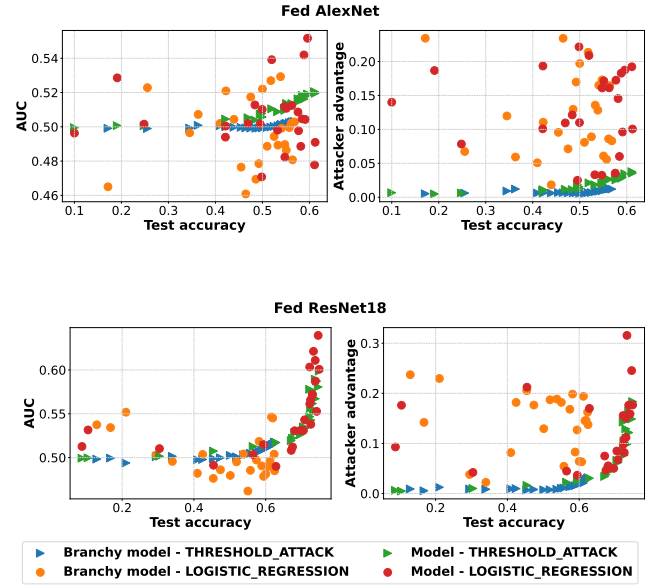 Fed AlexNet
AUC
0.54
0.52
0.50
0.48
0.46
0.1 0.2 0.3 0.4 0.5 0.6
Test accuracy
Attacker advantage
0.20
0.15
0.10
0.05
0.00
0.1 0.2 0.3 0.4 0.5 0.6
Test accuracy
Fed ResNet18
AUC
0.60
0.55
0.50
0.2 0.4 0.6
Test accuracy
Attacker advantage
0.3
0.2
0.1
0.0
0.2 0.4 0.6
Test accuracy
Branchy model - THRESHOLD_ATTACK
Branchy model - LOGISTIC_REGRESSION
Model - THRESHOLD_ATTACK
Model - LOGISTIC_REGRESSION